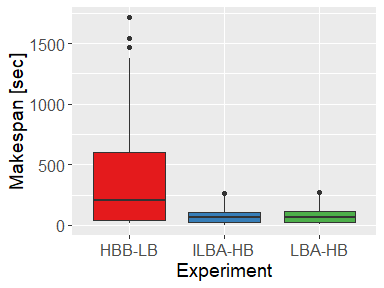 Makespan [sec]
1500
1000
500
0
HBB-LB ILBA-HB LBA-HB
Experiment